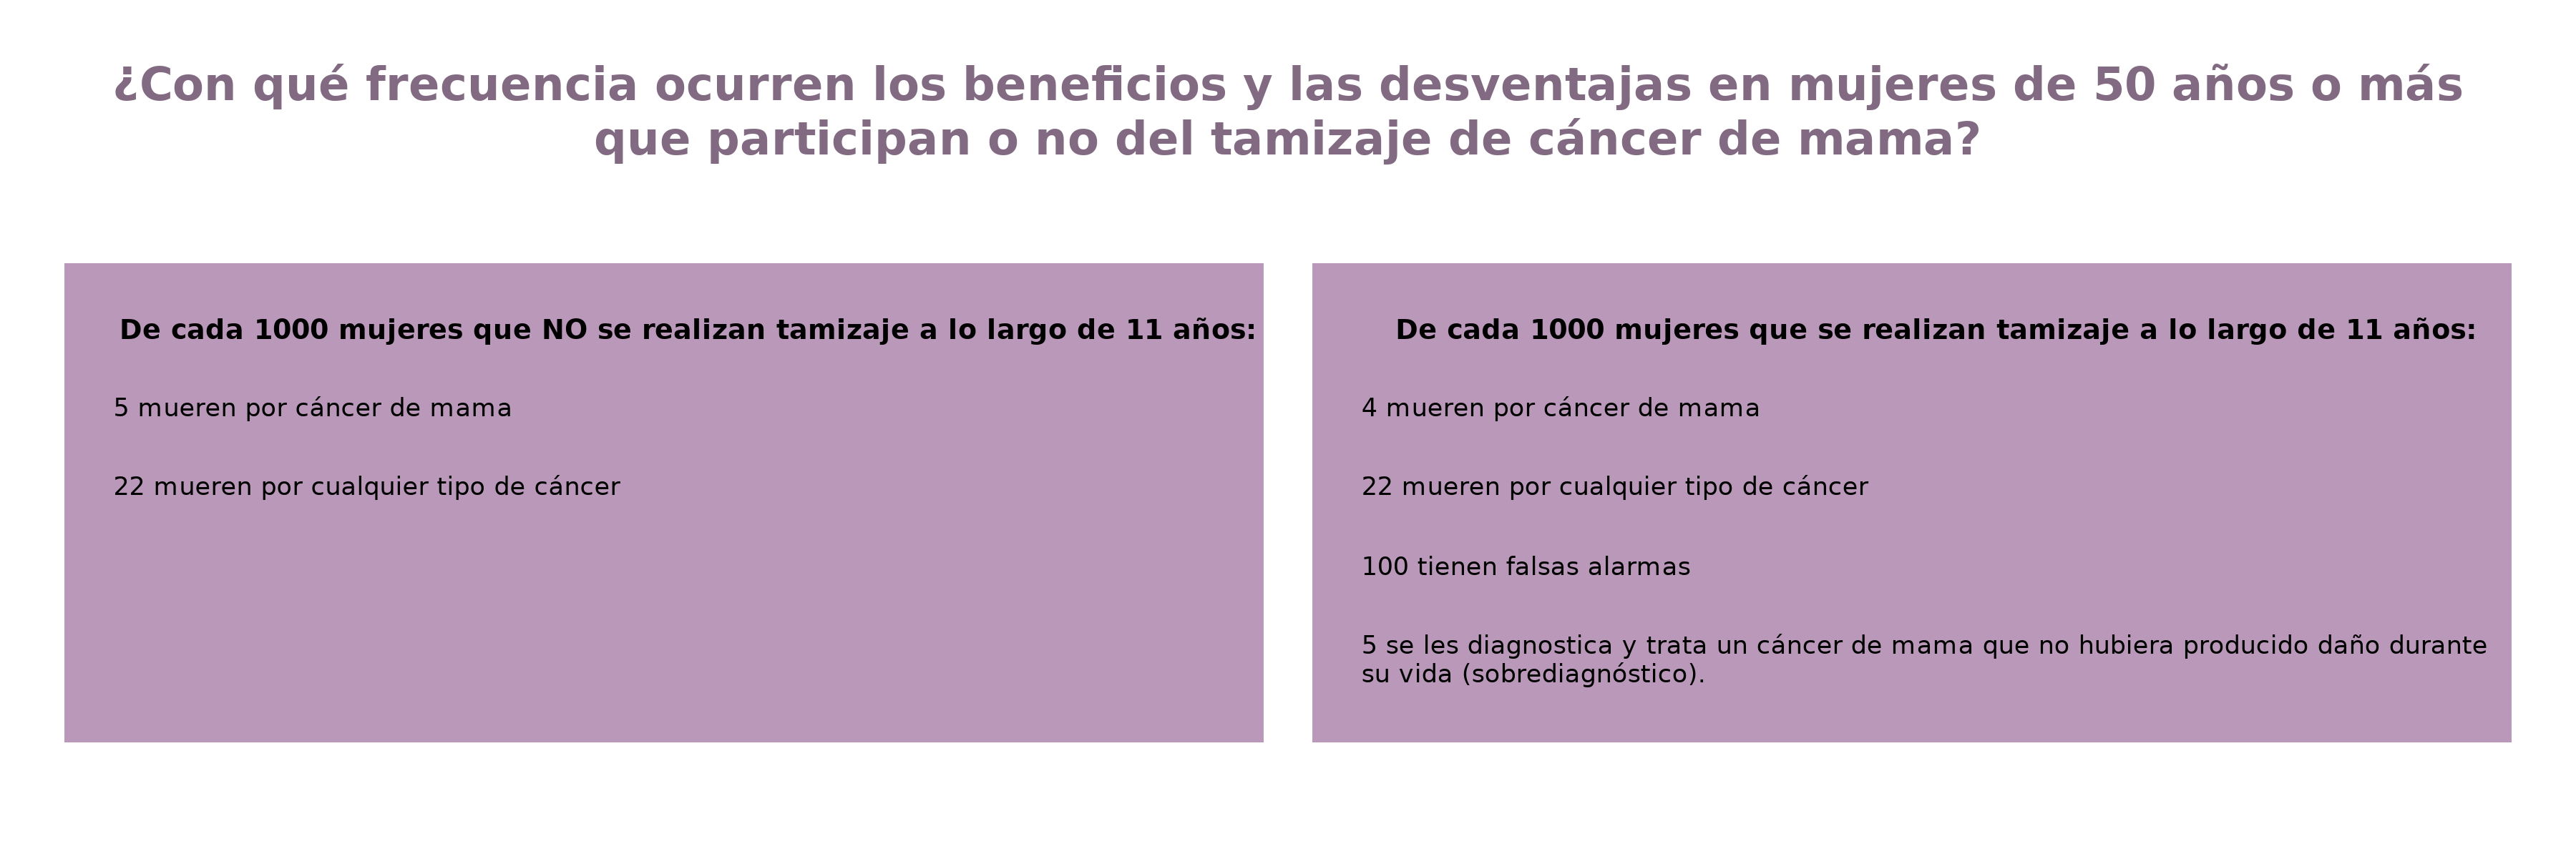 ¿Con qué frecuencia ocurren los beneficios y las desventajas en mujeres de 50 años o más
que participan o no del tamizaje de cáncer de mama?
De cada 1000 mujeres que NO se realizan tamizaje a lo largo de 11 años:
5 mueren por cáncer de mama
22 mueren por cualquier tipo de cáncer
De cada 1000 mujeres que se realizan tamizaje a lo largo de 11 años:
4 mueren por cáncer de mama
22 mueren por cualquier tipo de cáncer
100 tienen falsas alarmas
5 se les diagnostica y trata un cáncer de mama que no hubiera producido daño durante
su vida (sobrediagnóstico).